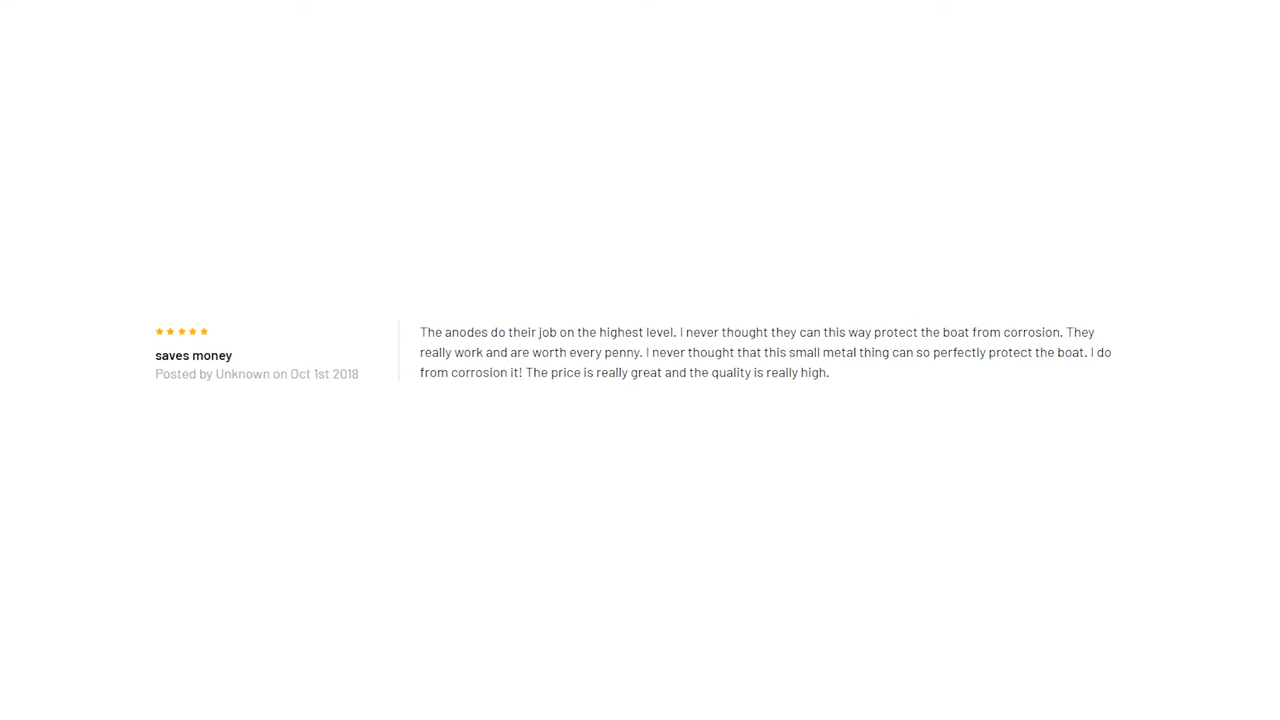 saves money
Posted by Unknown on Oct 1st 2018
The anodes do their job on the highest level. I never thought they can this way protect the boat from corrosion. They
really work and are worth every penny. I never thought that this small metal thing can so perfectly protect the boat. I do
from corrosion it! The price is really great and the quality is really high.